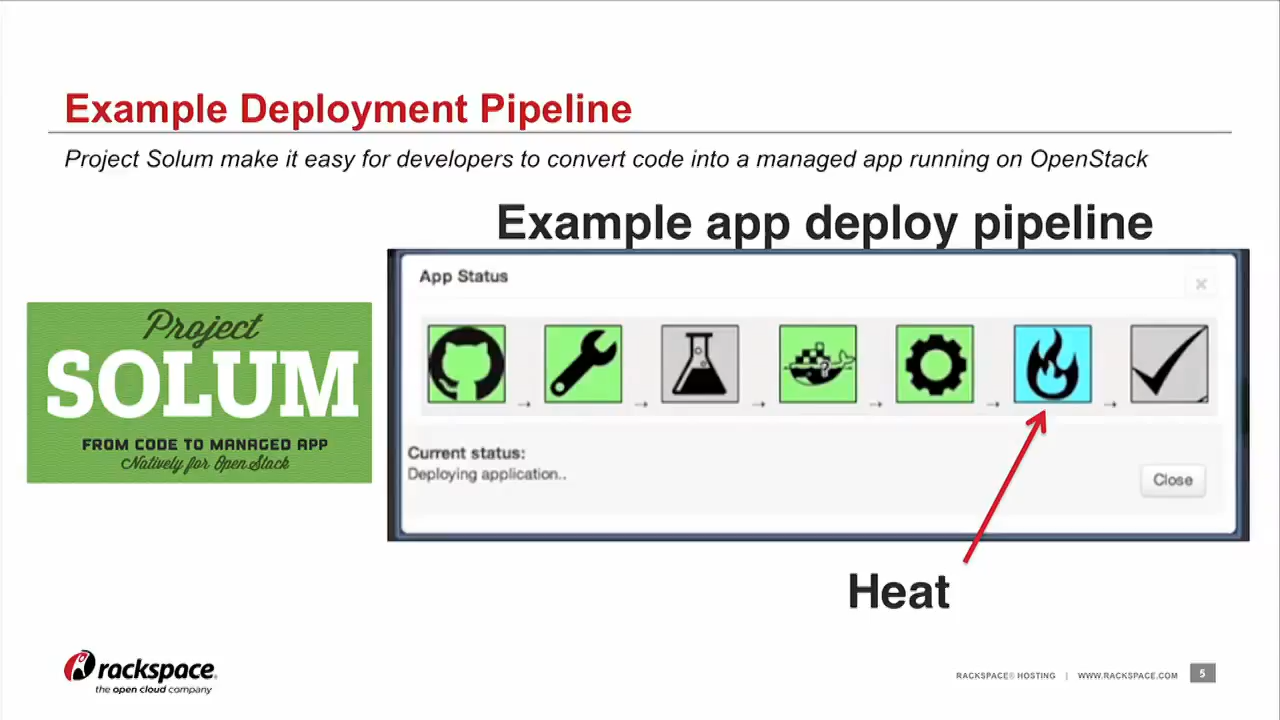 Example Deployment Pipeline
Project Solum make it easy for developers to convert code into a managed app running on OpenStack
Example app deploy pipeline
App Status
Project
SOLUM
FROM CODE TO MANAGED APP
Natively for OpenStack
Current status:
Deploying application..
Close
Heat
rackspace
the open cloud company
RACKSPACE® HOSTING | WWW.RACKSPACE.COM
5